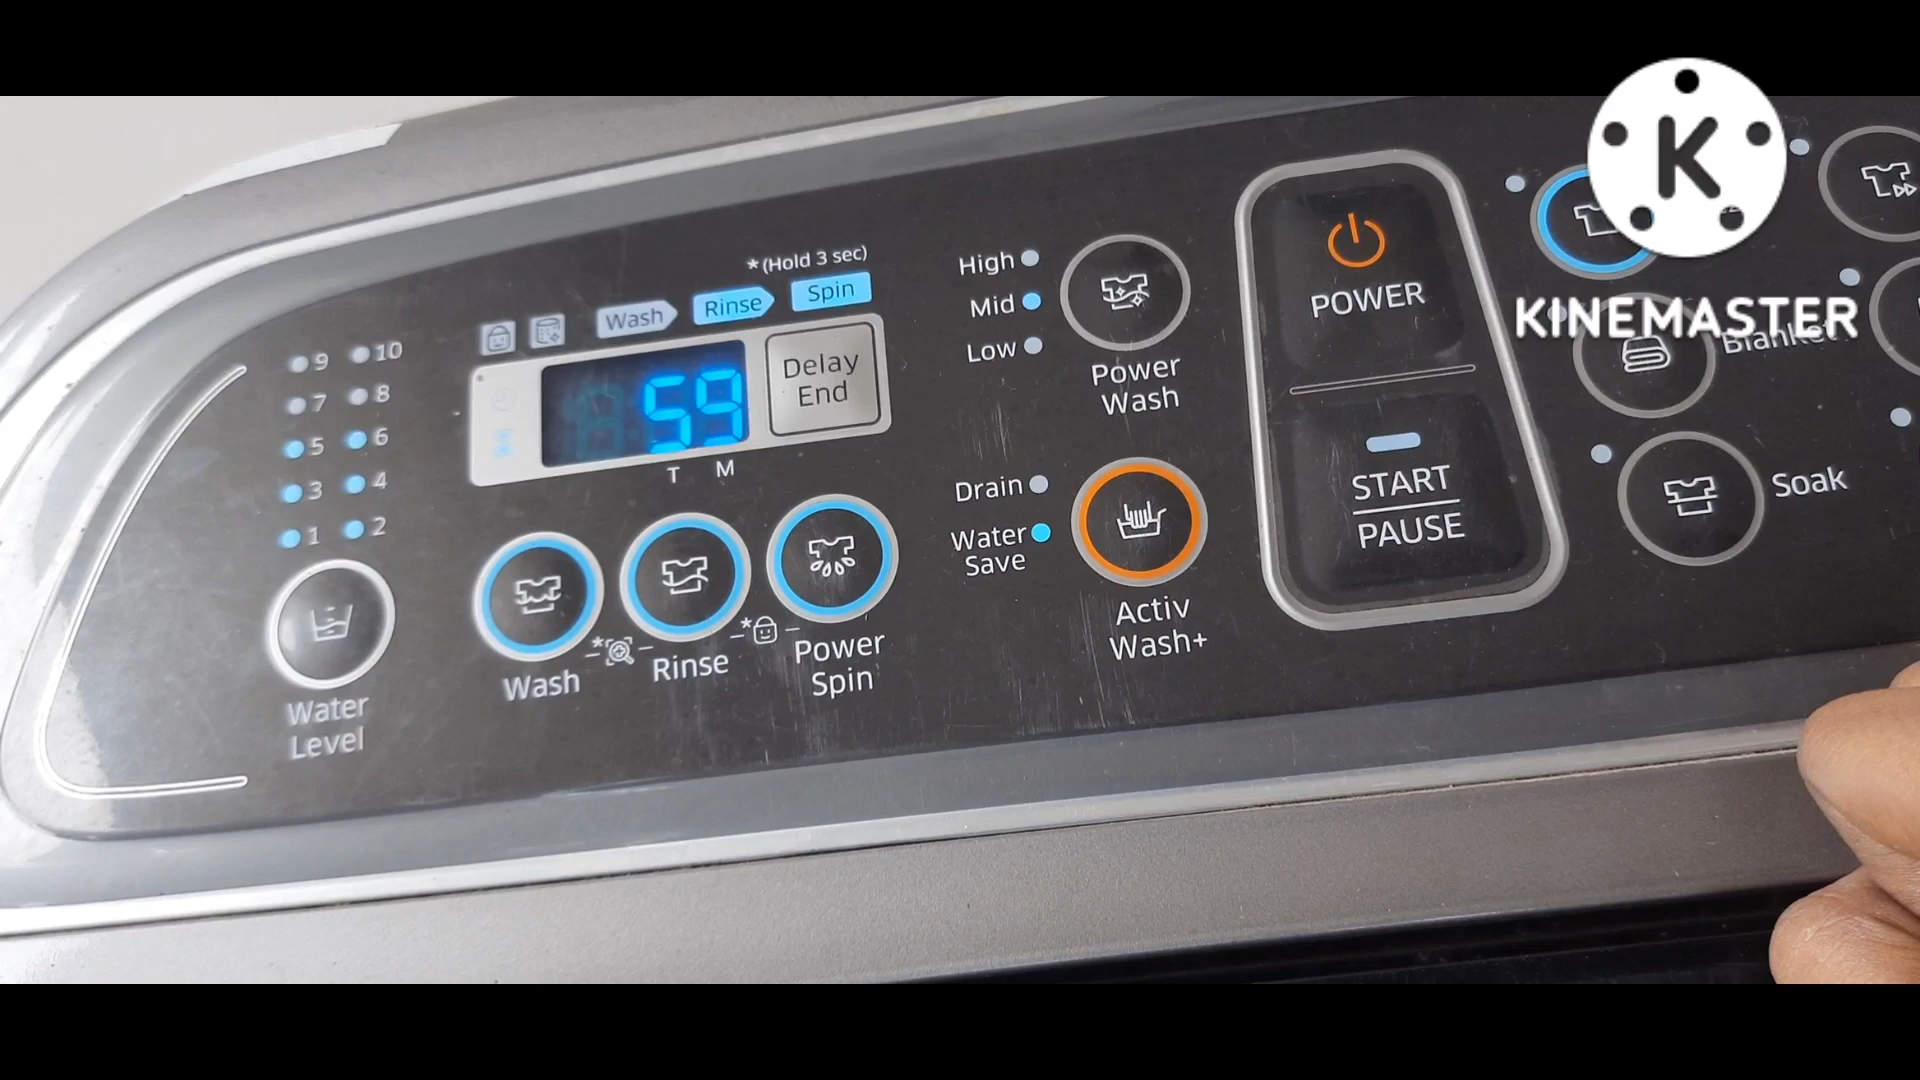 *(Hold 3 sec)
Wash Rinse Spin
59
Delay
End
T M
9 10
7 8
5 6
3 4
1 2
Water
Level
Wash
Rinse
Power
Spin
High
Mid
Low
Power
Wash
Drain
Water
Save
Activ
Wash+
POWER
START
PAUSE
K
KINEMASTER
Blanket
Soak